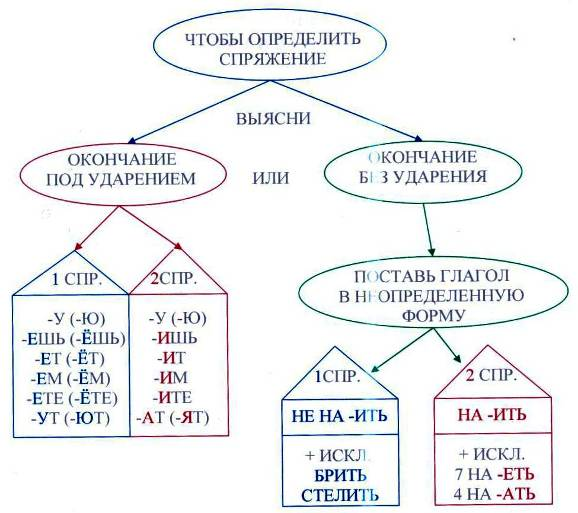 ЧТОБЫ ОПРЕДЕЛИТЬ
СПРЯЖЕНИЕ
ВЫЯСНИ
ОКОНЧАНИЕ
ПОД УДАРЕНИЕМ
ИЛИ
ОКОНЧАНИЕ
БЕЗ УДАРЕНИЯ
1 СПР.
-У (-Ю)
-ЕШЬ (-ЁШЬ)
-ЕТ (-ЁТ)
-ЕМ (-ЁМ)
-ЕТЕ (-ЁТЕ)
-УТ (-ЮТ)
2СПР.
-У (-Ю)
-ИШЬ
-ИТ
-ИМ
-ИТЕ
-АТ (-ЯТ)
ПОСТАВЬ ГЛАГОЛ
В НЕОПРЕДЕЛЕННУЮ
ФОРМУ
1СПР.
НЕ НА -ИТЬ
+ ИСКЛ.
БРИТЬ
СТЕЛИТЬ
2 СПР.
НА -ИТЬ
+ ИСКЛ.
7 НА -ЕТЬ
4 НА -АТЬ